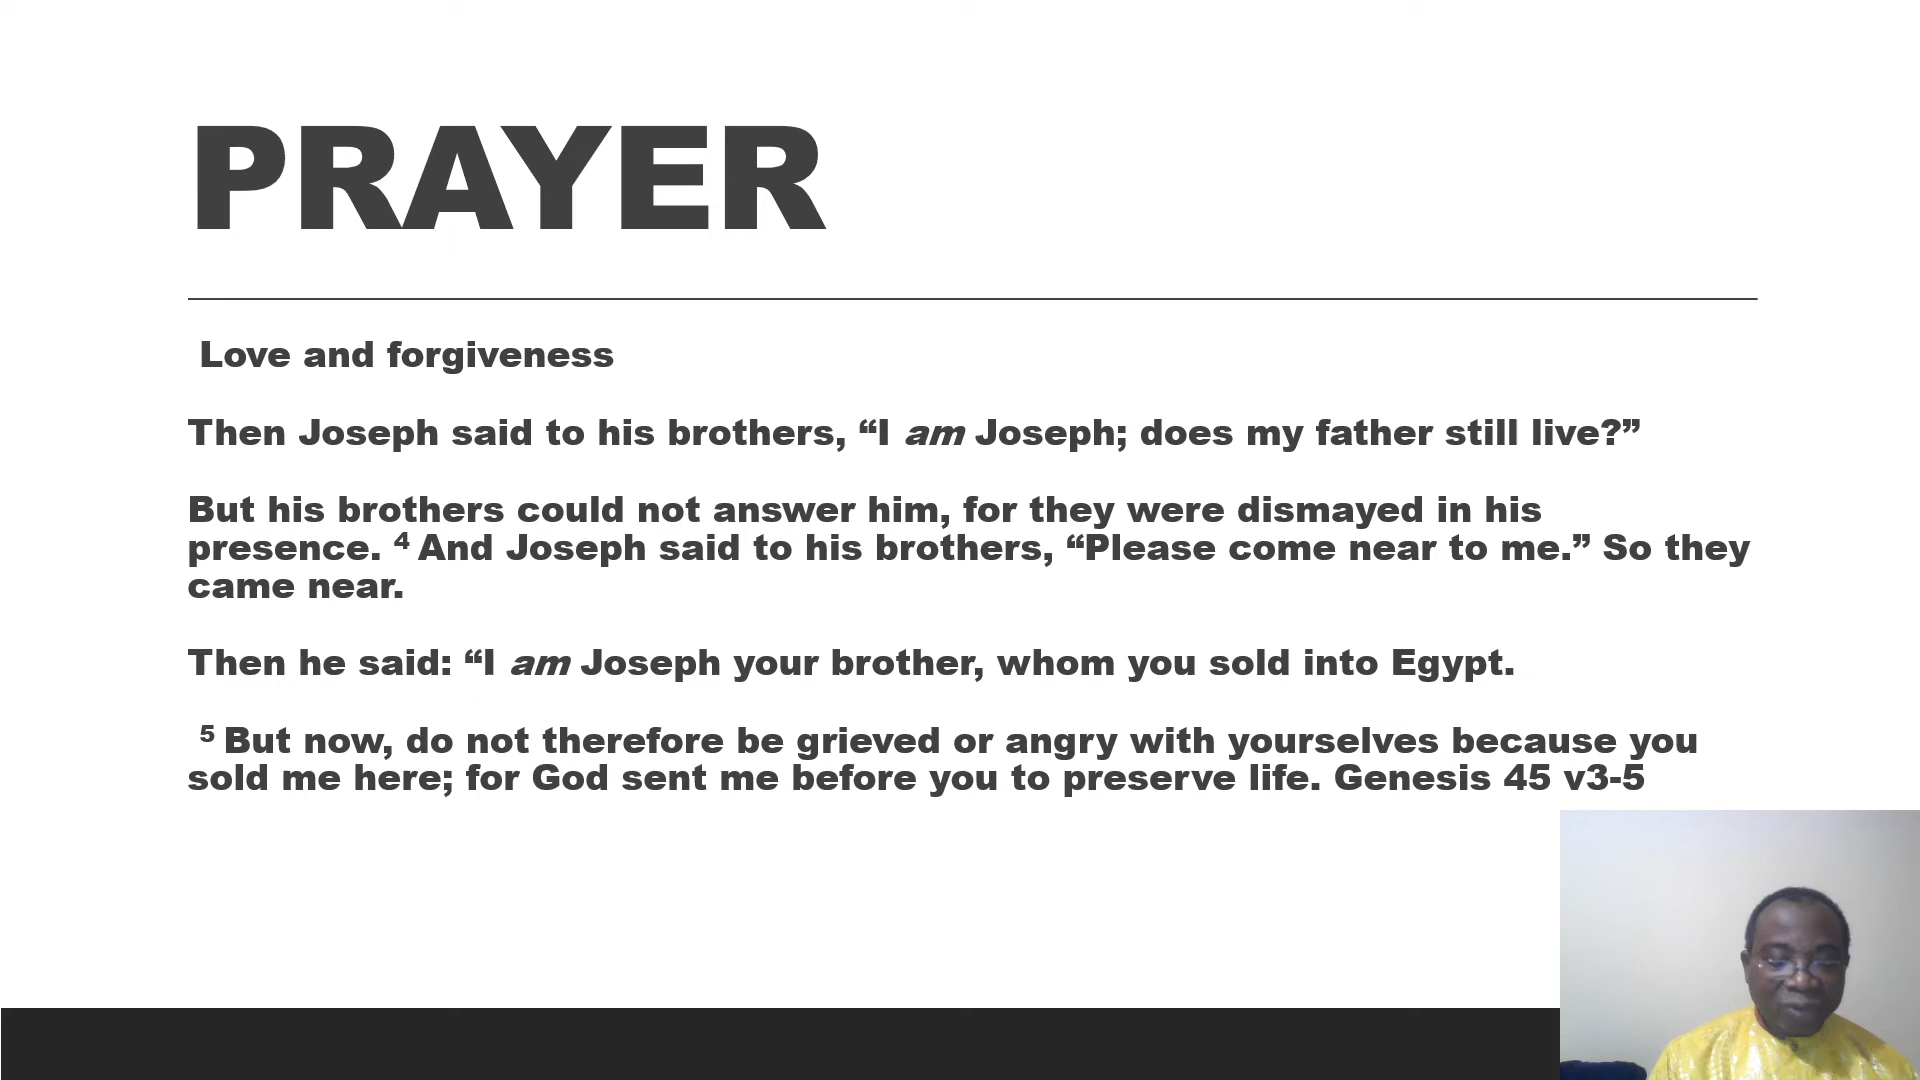 PRAYER
Love and forgiveness
Then Joseph said to his brothers, “I am Joseph; does my father still live?”
But his brothers could not answer him, for they were dismayed in his
presence. 4 And Joseph said to his brothers, “Please come near to me.” So they
came near.
Then he said: “I am Joseph your brother, whom you sold into Egypt.
5 But now, do not therefore be grieved or angry with yourselves because you
sold me here; for God sent me before you to preserve life. Genesis 45 v3-5